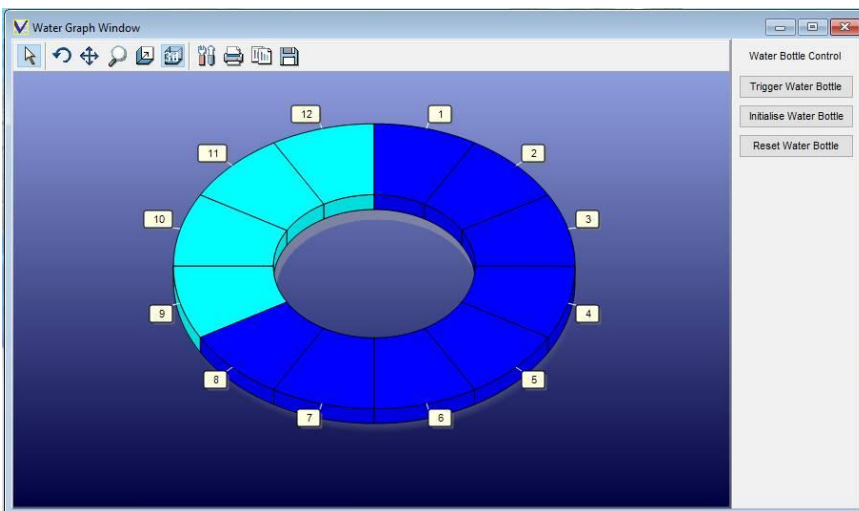 Water Graph Window
Water Bottle Control
Trigger Water Bottle
Initialise Water Bottle
Reset Water Bottle
12
1
11
2
10
3
9
4
8
5
7
6